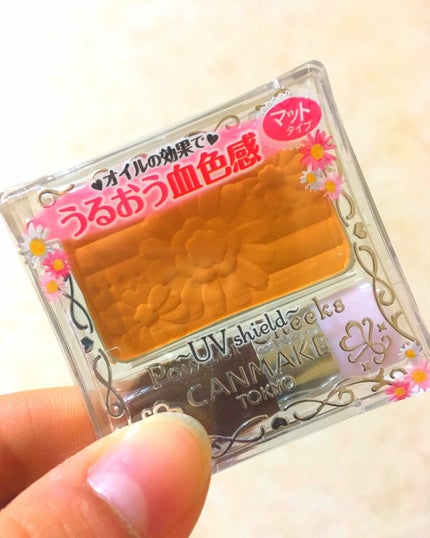 ♥オイルの効果で♥
うるおう血色感
マット
タイプ
~UV shield~
Powder Cheeks
CANMAKE
TOKYO